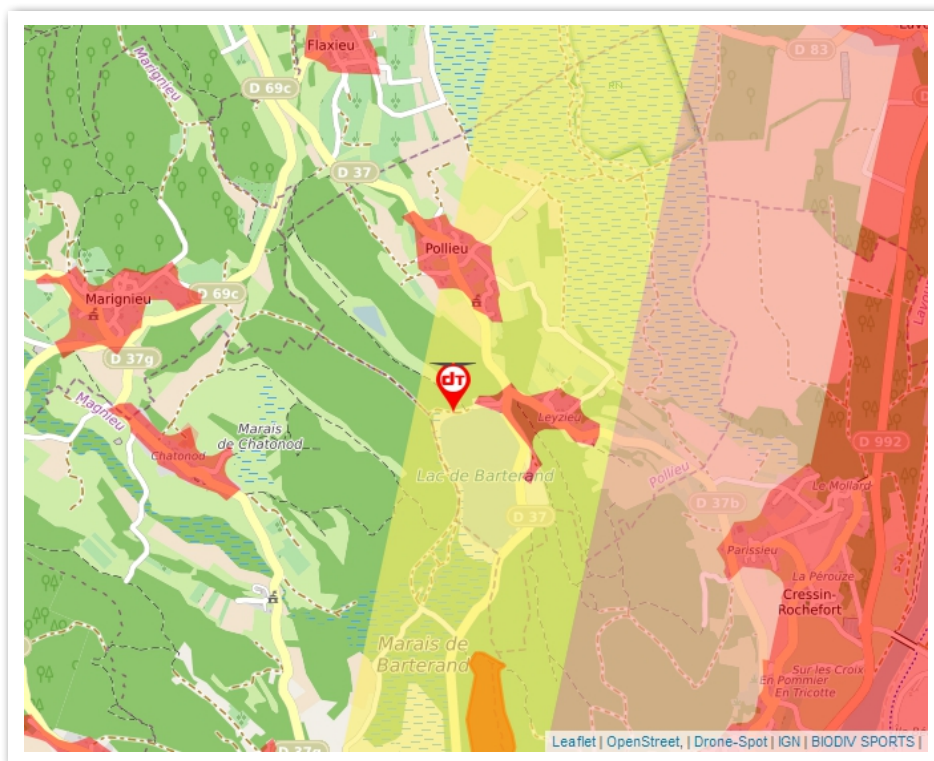 Flaxieu
D 83
Marignieu
D 69c
D 37
Pollieu
Marignieu
D 69c
D 37g
dT
Magnieu
Leyzieu
Marais
de Chatonod
Chatonod
D 992
Lac de Barterand
Pollieu
Le Mollard
D 37b
D 37
Parissieu
La Pérouze
Cressin-
Rochefort
Marais de
Barterand
Sur les Croix
En Pommier
En Tricotte
D 37g
Leaflet | OpenStreet, | Drone-Spot | IGN | BIODIV SPORTS |